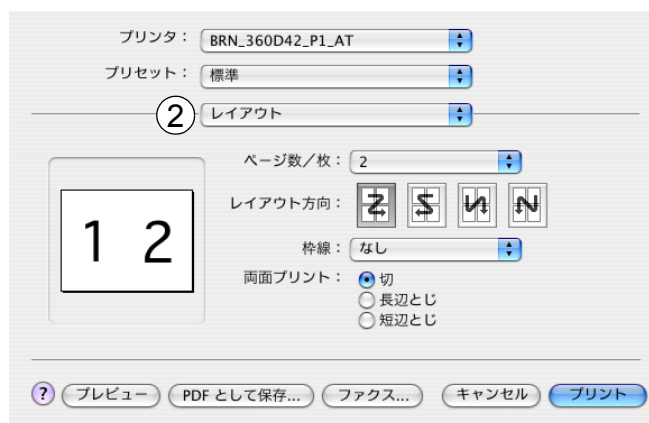 プリンタ： BRN_360D42_P1_AT
プリセット： 標準
② レイアウト
ページ数／枚： 2
レイアウト方向：
1 2
枠線： なし
両面プリント： 切
長辺とじ
短辺とじ
? プレビュー PDF として保存... ファクス... キャンセル プリント